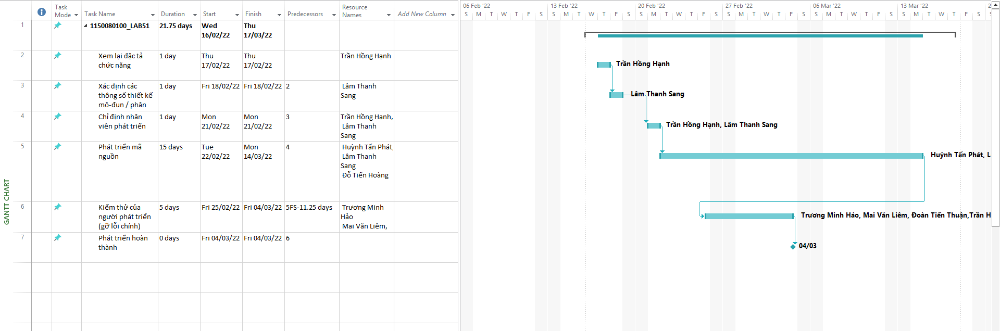 Task Mode
Task Name
Duration
Start
Finish
Predecessors
Resource Names
Add New Column
1
1150080100_LAB51
21.75 days
Wed 16/02/22
Thu 17/03/22
2
Xem lại đặc tả
chức năng
1 day
Thu 17/02/22
Thu 17/02/22
Trần Hồng Hạnh
3
Xác định các
thông số thiết kế
mô-đun / phân
1 day
Fri 18/02/22
Fri 18/02/22
2
Lâm Thanh
Sang
4
Chỉ định nhân
viên phát triển
1 day
Mon 21/02/22
Mon 21/02/22
3
Trần Hồng Hạnh,
Lâm Thanh
Sang
5
Phát triển mã
nguồn
15 days
Tue 22/02/22
Mon 14/03/22
4
Huỳnh Tấn Phát
Lâm Thanh
Sang
Đỗ Tiến Hoàng
6
Kiểm thử của
người phát triển
(gỡ lỗi chính)
5 days
Fri 25/02/22
Fri 04/03/22
5FS-11.25 days
Trương Minh
Hảo
Mai Văn Liêm,
7
Phát triển hoàn
thành
0 days
Fri 04/03/22
Fri 04/03/22
6
GANTT CHART
06 Feb '22 13 Feb '22 20 Feb '22 27 Feb '22 06 Mar '22 13 Mar '22 2
S M T W T F S S M T W T F S S M T W T F S S M T W T F S S M T W T F S S M T W T F S S
Trần Hồng Hạnh
Lâm Thanh Sang
Trần Hồng Hạnh, Lâm Thanh Sang
Huỳnh Tấn Phát, L
Trương Minh Hảo, Mai Văn Liêm, Đoàn Tiến Thuận,Trần H
04/03